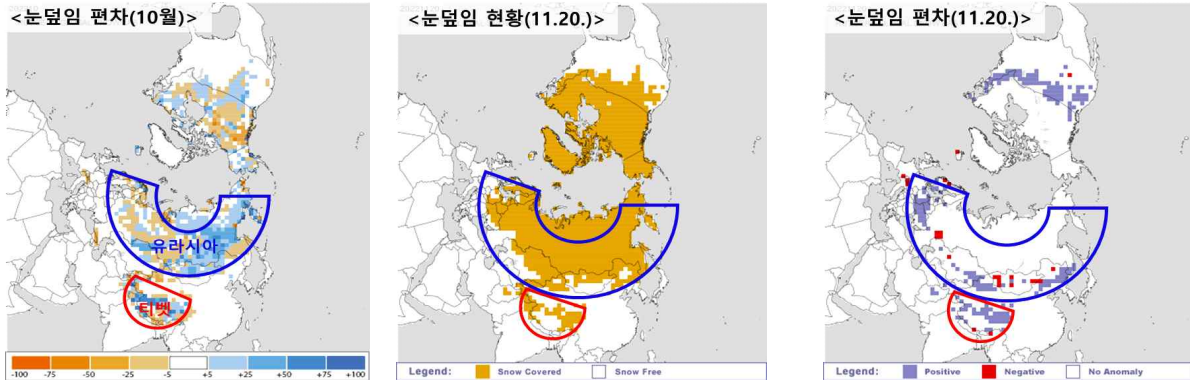 <눈덮임 편차(10월)>
유라시아
티벳
-100 -75 -50 -25 -5 +5 +25 +50 +75 +100
<눈덮임 현황(11.20.)>
Legend: Snow Covered Snow Free
<눈덮임 편차(11.20.)>
Legend: Positive Negative No Anomaly